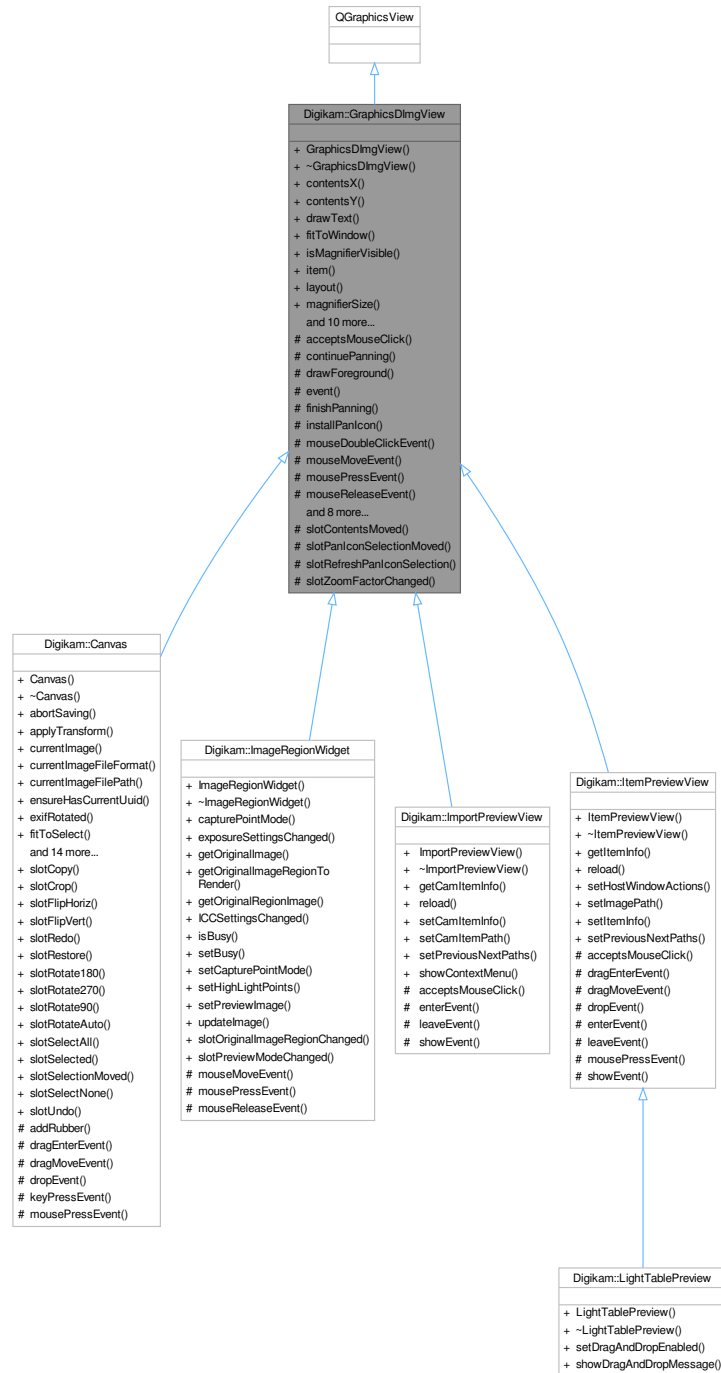 QGraphicsView
Digikam::GraphicsDImgView
+ GraphicsDImgView()
+ ~GraphicsDImgView()
+ contentsX()
+ contentsY()
+ drawText()
+ fitToWindow()
+ isMagnifierVisible()
+ item()
+ layout()
+ magnifierSize()
and 10 more...
# acceptsMouseClick()
# continuePanning()
# drawForeground()
# event()
# finishPanning()
# installPanIcon()
# mouseDoubleClickEvent()
# mouseMoveEvent()
# mousePressEvent()
# mouseReleaseEvent()
and 8 more...
# slotContentsMoved()
# slotPanIconSelectionMoved()
# slotRefreshPanIconSelection()
# slotZoomFactorChanged()
Digikam::Canvas
+ Canvas()
+ ~Canvas()
+ abortSaving()
+ applyTransform()
+ currentImage()
+ currentImageFileFormat()
+ currentImageFilePath()
+ ensureHasCurrentUuid()
+ exifRotated()
+ fitToSelect()
and 14 more...
+ slotCopy()
+ slotCrop()
+ slotFlipHoriz()
+ slotFlipVert()
+ slotRedo()
+ slotRestore()
+ slotRotate180()
+ slotRotate270()
+ slotRotate90()
+ slotRotateAuto()
+ slotSelectAll()
+ slotSelected()
+ slotSelectionMoved()
+ slotSelectNone()
+ slotUndo()
# addRubber()
# dragEnterEvent()
# dragMoveEvent()
# dropEvent()
# keyPressEvent()
# mousePressEvent()
Digikam::ImageRegionWidget
+ ImageRegionWidget()
+ ~ImageRegionWidget()
+ capturePointMode()
+ exposureSettingsChanged()
+ getOriginalImage()
+ getOriginalImageRegionTo
Render()
+ getOriginalRegionImage()
+ ICCSettingsChanged()
+ isBusy()
+ setBusy()
+ setCapturePointMode()
+ setHighLightPoints()
+ setPreviewImage()
+ updateImage()
+ slotOriginalImageRegionChanged()
+ slotPreviewModeChanged()
# mouseMoveEvent()
# mousePressEvent()
# mouseReleaseEvent()
Digikam::ImportPreviewView
+ ImportPreviewView()
+ ~ImportPreviewView()
+ getCamItemInfo()
+ reload()
+ setCamItemInfo()
+ setCamItemPath()
+ setPreviousNextPaths()
+ showContextMenu()
# acceptsMouseClick()
# enterEvent()
# leaveEvent()
# showEvent()
Digikam::ItemPreviewView
+ ItemPreviewView()
+ ~ItemPreviewView()
+ getItemInfo()
+ reload()
+ setHostWindowActions()
+ setImagePath()
+ setItemInfo()
+ setPreviousNextPaths()
# acceptsMouseClick()
# dragEnterEvent()
# dragMoveEvent()
# dropEvent()
# enterEvent()
# leaveEvent()
# mousePressEvent()
# showEvent()
Digikam::LightTablePreview
+ LightTablePreview()
+ ~LightTablePreview()
+ setDragAndDropEnabled()
+ showDragAndDropMessage()